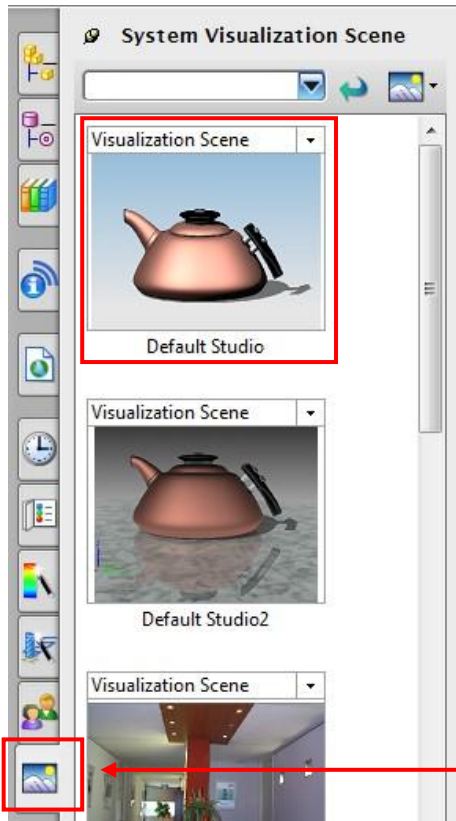 System Visualization Scene
Visualization Scene
Default Studio
Visualization Scene
Default Studio2
Visualization Scene